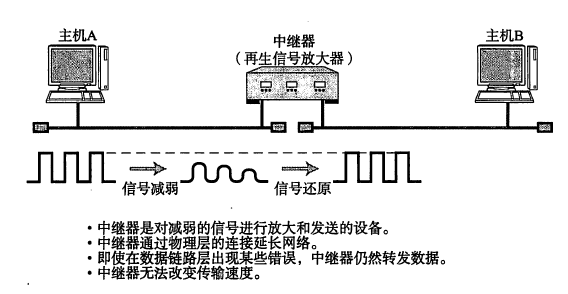 主机A
中继器
(再生信号放大器)
主机B
信号减弱
信号还原
·中继器是对减弱的信号进行放大和发送的设备。
·中继器通过物理层的连接延长网络。
·即使在数据链路层出现某些错误，中继器仍然转发数据。
·中继器无法改变传输速度。